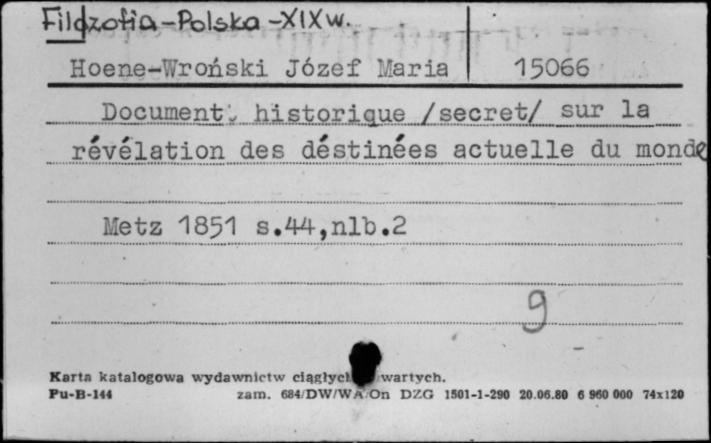 Filozofia-Polska-XIXw.
Hoene-Wroński Józef Maria 15066
Document historique /secret/ sur la
révélation des déstinées actuelle du monde
Metz 1851 s.44,nlb.2
9
Karta katalogowa wydawnictw wartych.
Pu-B-144 zam. 684/DW/WA/On DZG 1501-1-290 20.06.80 6 960 000 74x120